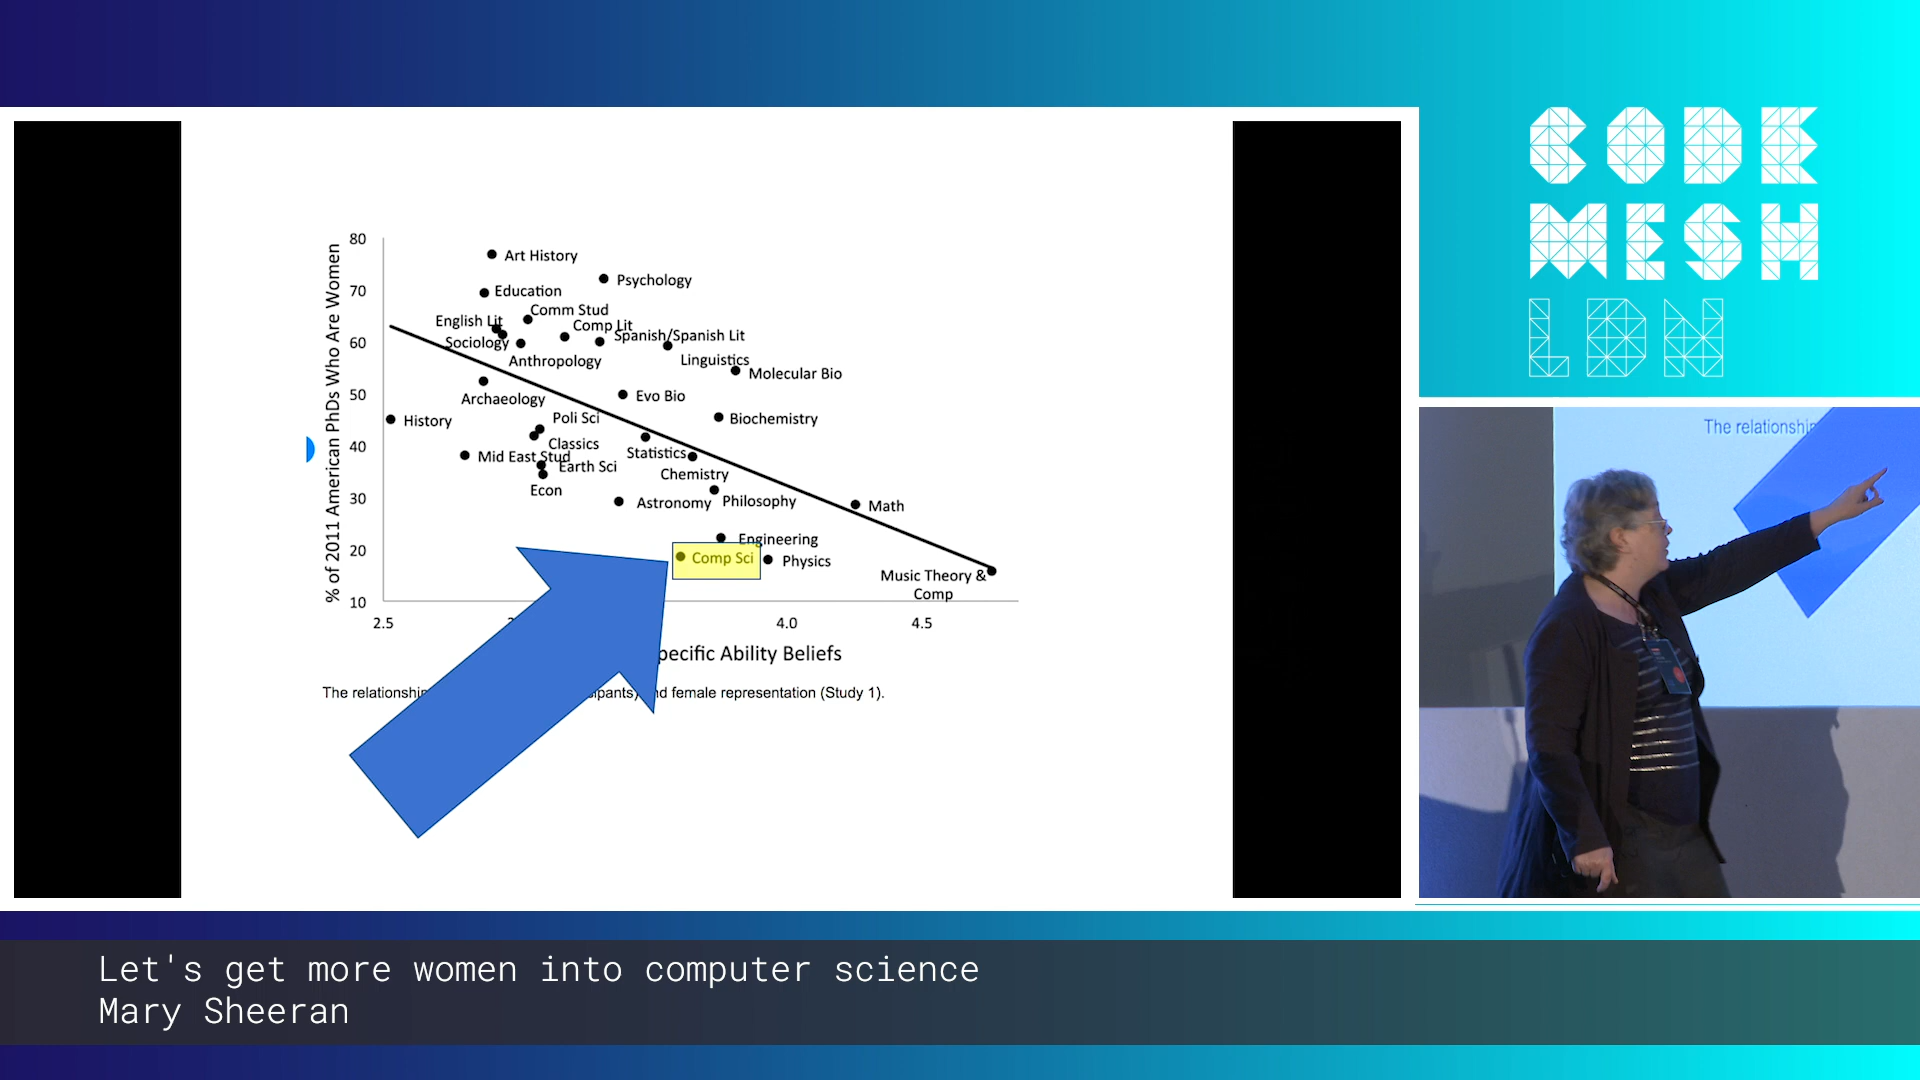 CODE
MESH
LDN
80
70
60
50
40
30
20
10
% of 2011 American PhDs Who Are Women
Art History
Psychology
Education
Comm Stud
English Lit
Comp Lit
Spanish/Spanish Lit
Sociology
Anthropology
Linguistics
Molecular Bio
Archaeology
Evo Bio
History
Poli Sci
Biochemistry
Classics
Statistics
Mid East Stud
Earth Sci
Chemistry
Econ
Astronomy
Philosophy
Math
Engineering
Comp Sci
Physics
Music Theory &
Comp
2.5
4.0
4.5
Ability Beliefs
The female representation (Study 1).
The
Let's get more women into computer science
Mary Sheeran